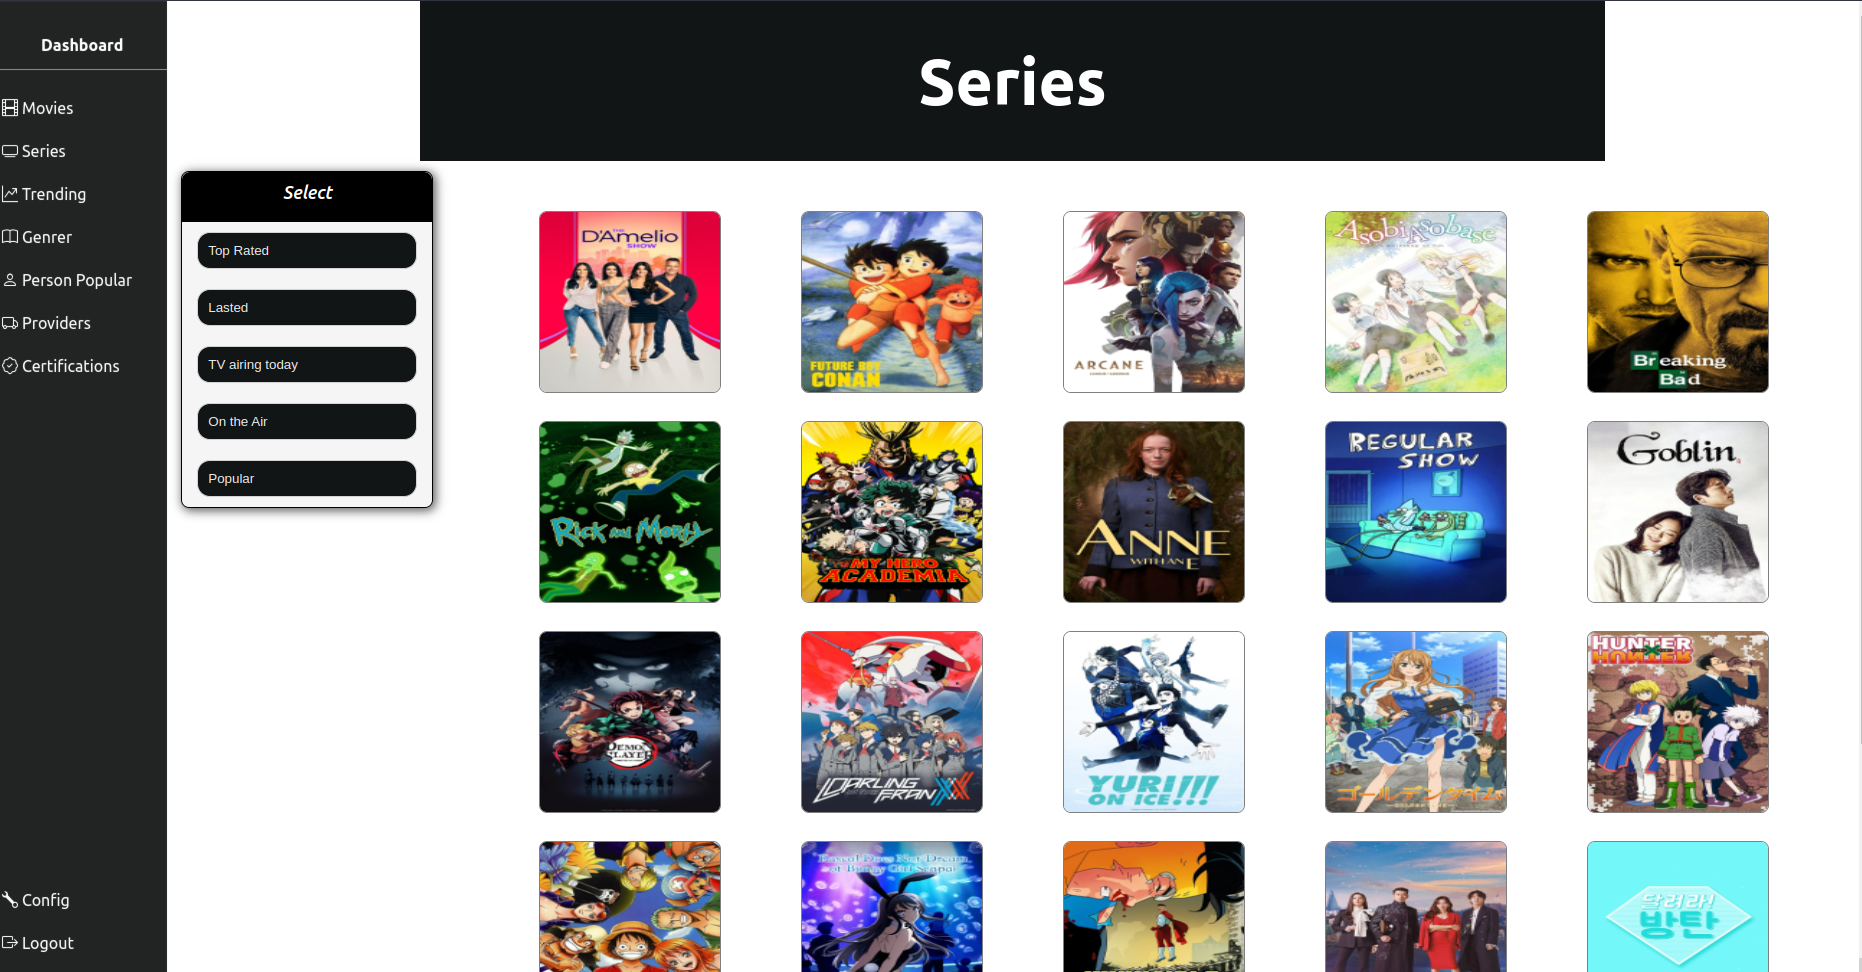 Dashboard
Movies
Series
Trending
Genrer
Person Popular
Providers
Certifications
Config
Logout
Series
Select
Top Rated
Lasted
TV airing today
On the Air
Popular
THE
D'Amelio
SHOW
FUTURE BOY
CONAN
ARCANE
Asobi Asobase
Breaking
Bad
Rick and Morty
MY HERO
ACADEMIA
ANNE
WITH AN E
REGULAR
SHOW
Goblin
DEMON
SLAYER
DARLING
FRANXX
YURI!!!
ON ICE!!!
ゴールデンタイム
HUNTER
HUNTER
Rascal Does Not Dream
of Bunny Girl Senpai
달려라!
방탄